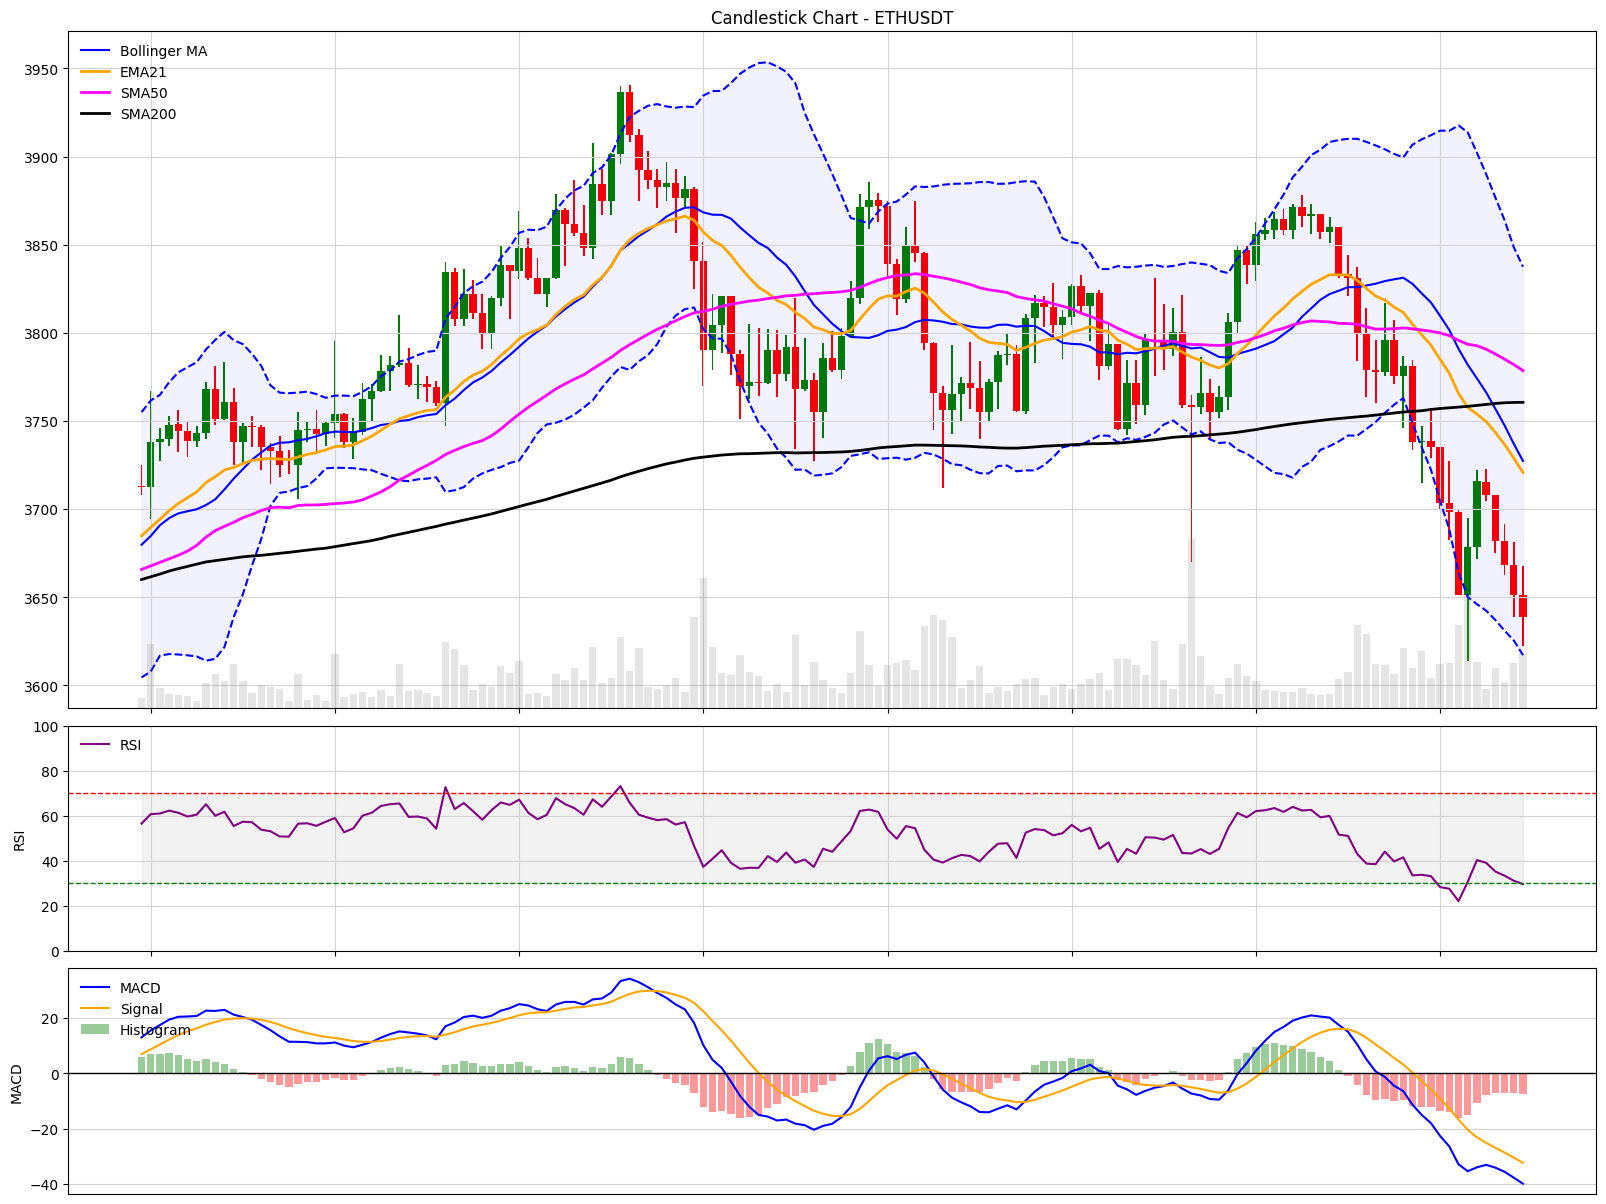 Candlestick Chart - ETHUSDT
Bollinger MA
EMA21
SMA50
SMA200
3950
3900
3850
3800
3750
3700
3650
3600
RSI
100
80
60
40
20
0
RSI
MACD
Signal
Histogram
20
0
−20
−40
MACD